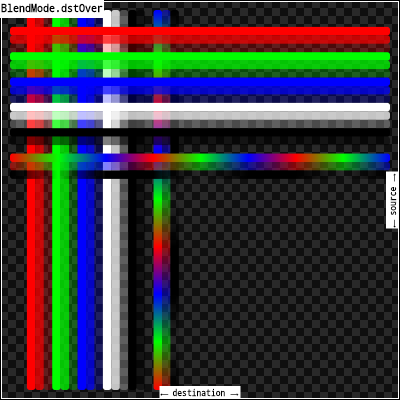 BlendMode.dstOver
← source →
← destination →